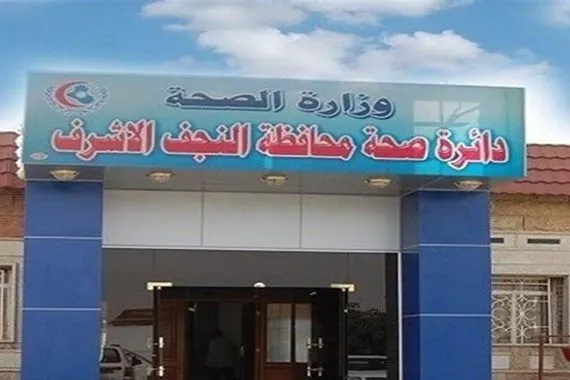 وزارة الصحة
دائرة صحة محافظة النجف الاشرف